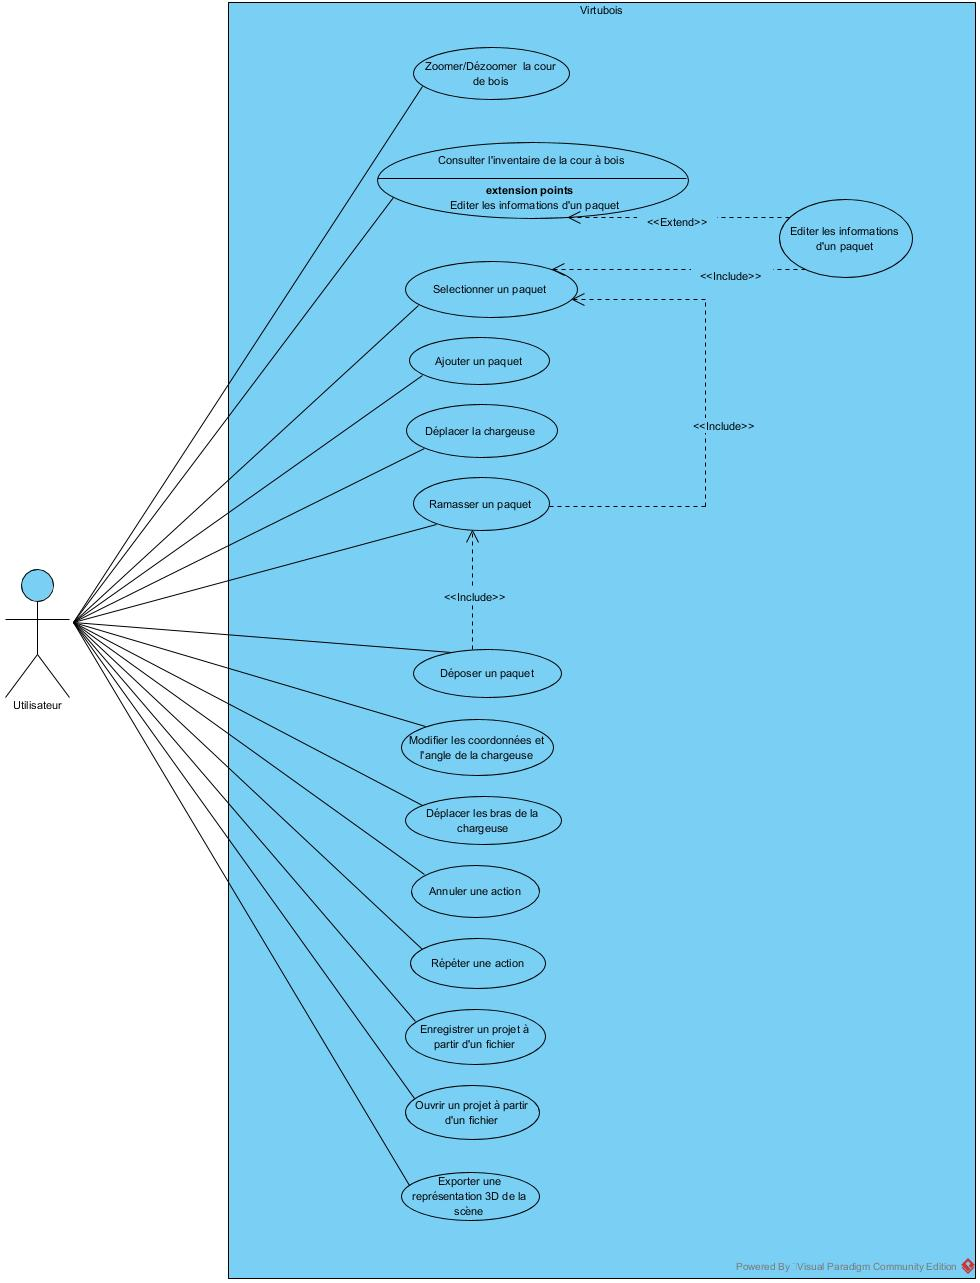 Virtubois
Zoomer/Dézoomer la cour
de bois
Consulter l'inventaire de la cour à bois
extension points
Editer les informations d'un paquet
<<Extend>>
Editer les informations
d'un paquet
<<Include>>
Selectionner un paquet
Ajouter un paquet
<<Include>>
Déplacer la chargeuse
Ramasser un paquet
<<Include>>
Déposer un paquet
Utilisateur
Modifier les coordonnées et
l'angle de la chargeuse
Déplacer les bras de la
chargeuse
Annuler une action
Répéter une action
Enregistrer un projet à
partir d'un fichier
Ouvrir un projet à partir
d'un fichier
Exporter une
représentation 3D de la
scène
Powered By Visual Paradigm Community Edition